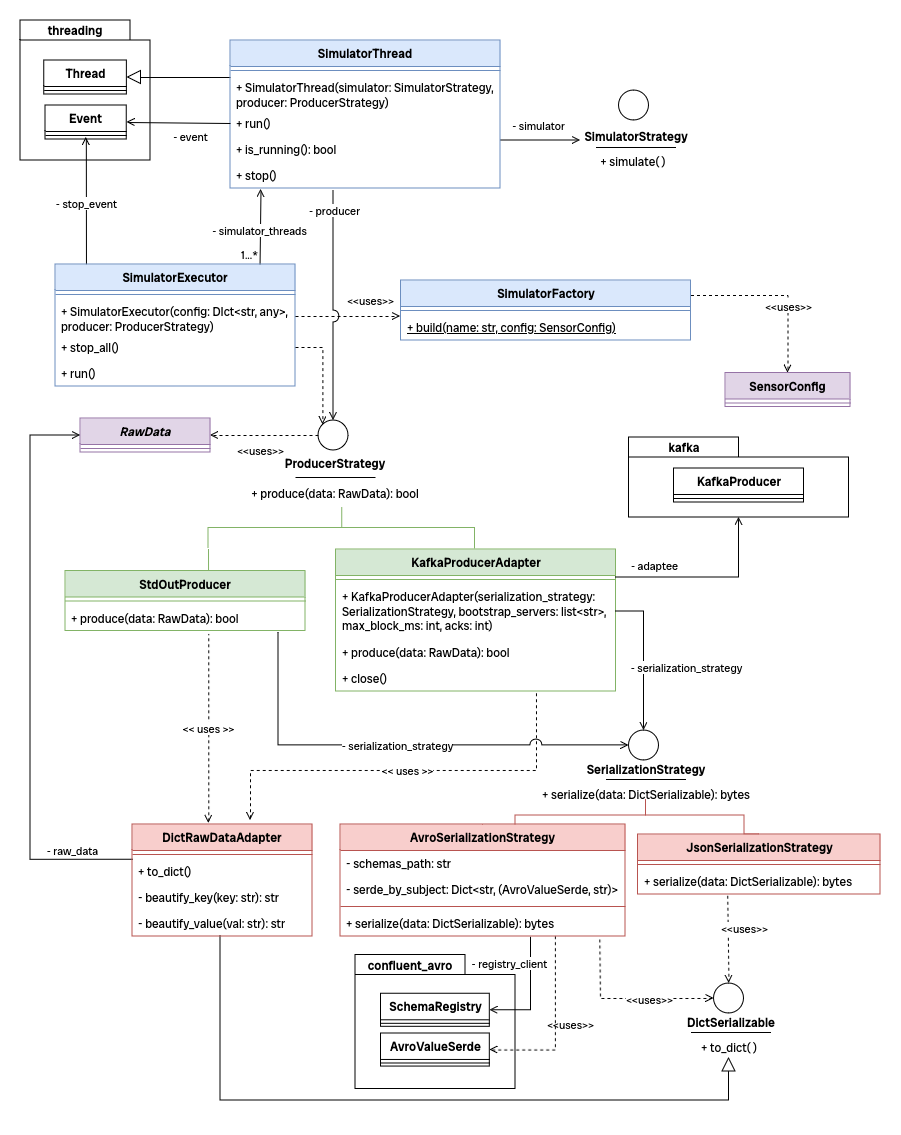 threading
Thread
Event
SimulatorThread
+ SimulatorThread(simulator: SimulatorStrategy,
producer: ProducerStrategy)
+ run()
+ is_running(): bool
+ stop()
- event
- simulator
SimulatorStrategy
+ simulate()
- stop_event
- simulator_threads
1...*
- producer
SimulatorExecutor
+ SimulatorExecutor(config: DIct<str, any>,
producer: ProducerStrategy)
+ stop_all()
+ run()
<<uses>>
SimulatorFactory
+ build(name: str, config: SensorConfig)
<<uses>>
SensorConfig
RawData
<<uses>>
ProducerStrategy
+ produce(data: RawData): bool
kafka
KafkaProducer
- adaptee
StdOutProducer
+ produce(data: RawData): bool
KafkaProducerAdapter
+ KafkaProducerAdapter(serialization_strategy:
SerializationStrategy, bootstrap_servers: list<str>,
max_block_ms: int, acks: int)
+ produce(data: RawData): bool
+ close()
- serialization_strategy
<< uses >>
- serialization_strategy
<< uses >>
SerializationStrategy
+ serialize(data: DictSerializable): bytes
- raw_data
DictRawDataAdapter
+ to_dict()
- beautify_key(key: str): str
- beautify_value(val: str): str
AvroSerializationStrategy
- schemas_path: str
- serde_by_subject: Dict<str, (AvroValueSerde, str)>
+ serialize(data: DictSerializable): bytes
JsonSerializationStrategy
+ serialize(data: DictSerializable): bytes
<<uses>>
confluent_avro
- registry_client
SchemaRegistry
AvroValueSerde
<<uses>>
<<uses>>
DictSerializable
+ to_dict()